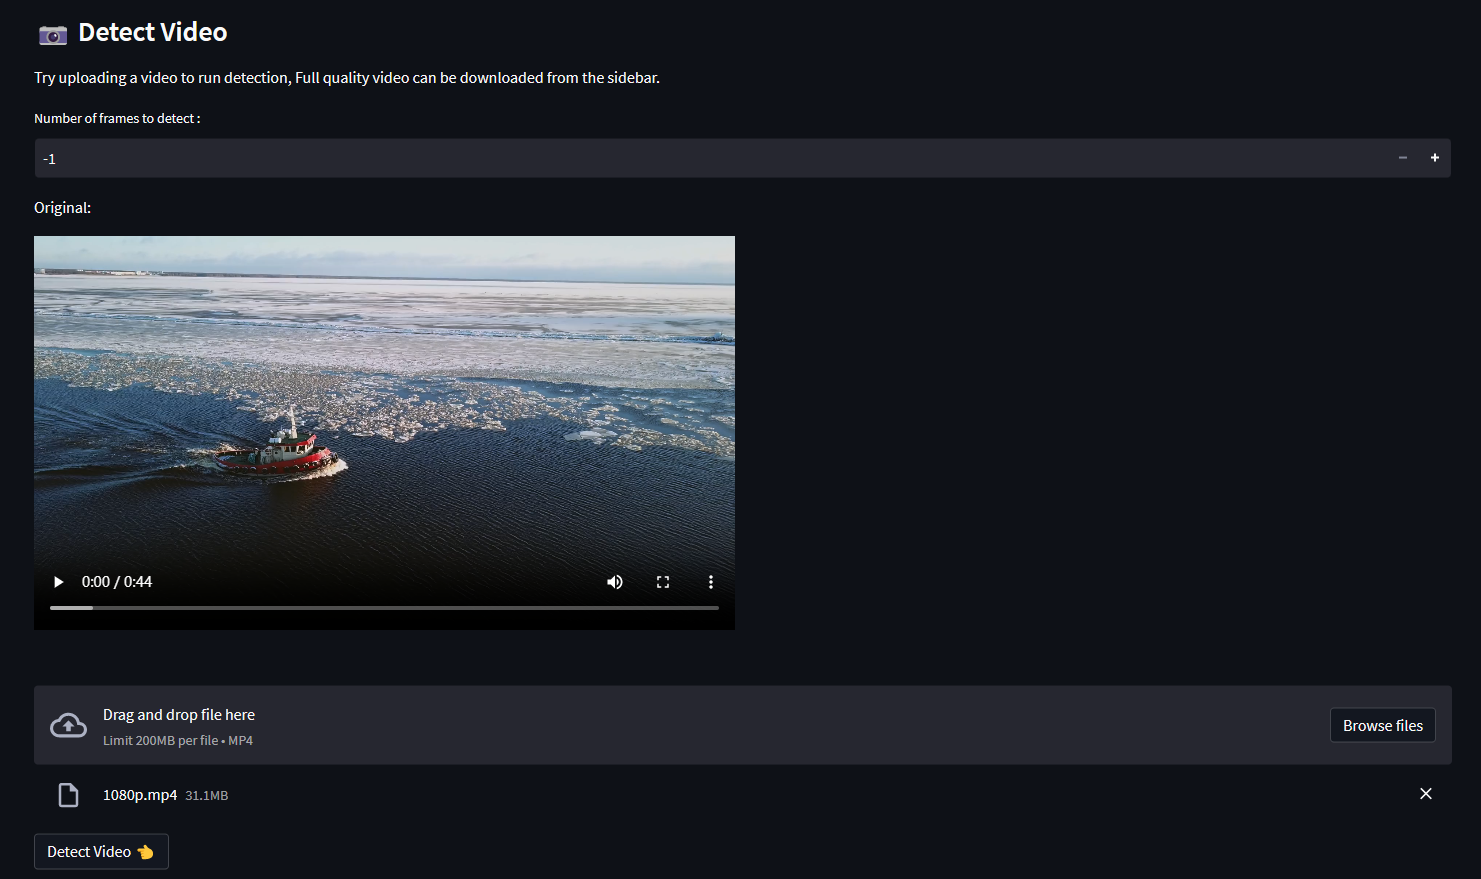 Detect Video
Try uploading a video to run detection, Full quality video can be downloaded from the sidebar.
Number of frames to detect :
-1
Original:
0:00 / 0:44
Drag and drop file here
Limit 200MB per file • MP4
Browse files
1080p.mp4 31.1MB
Detect Video